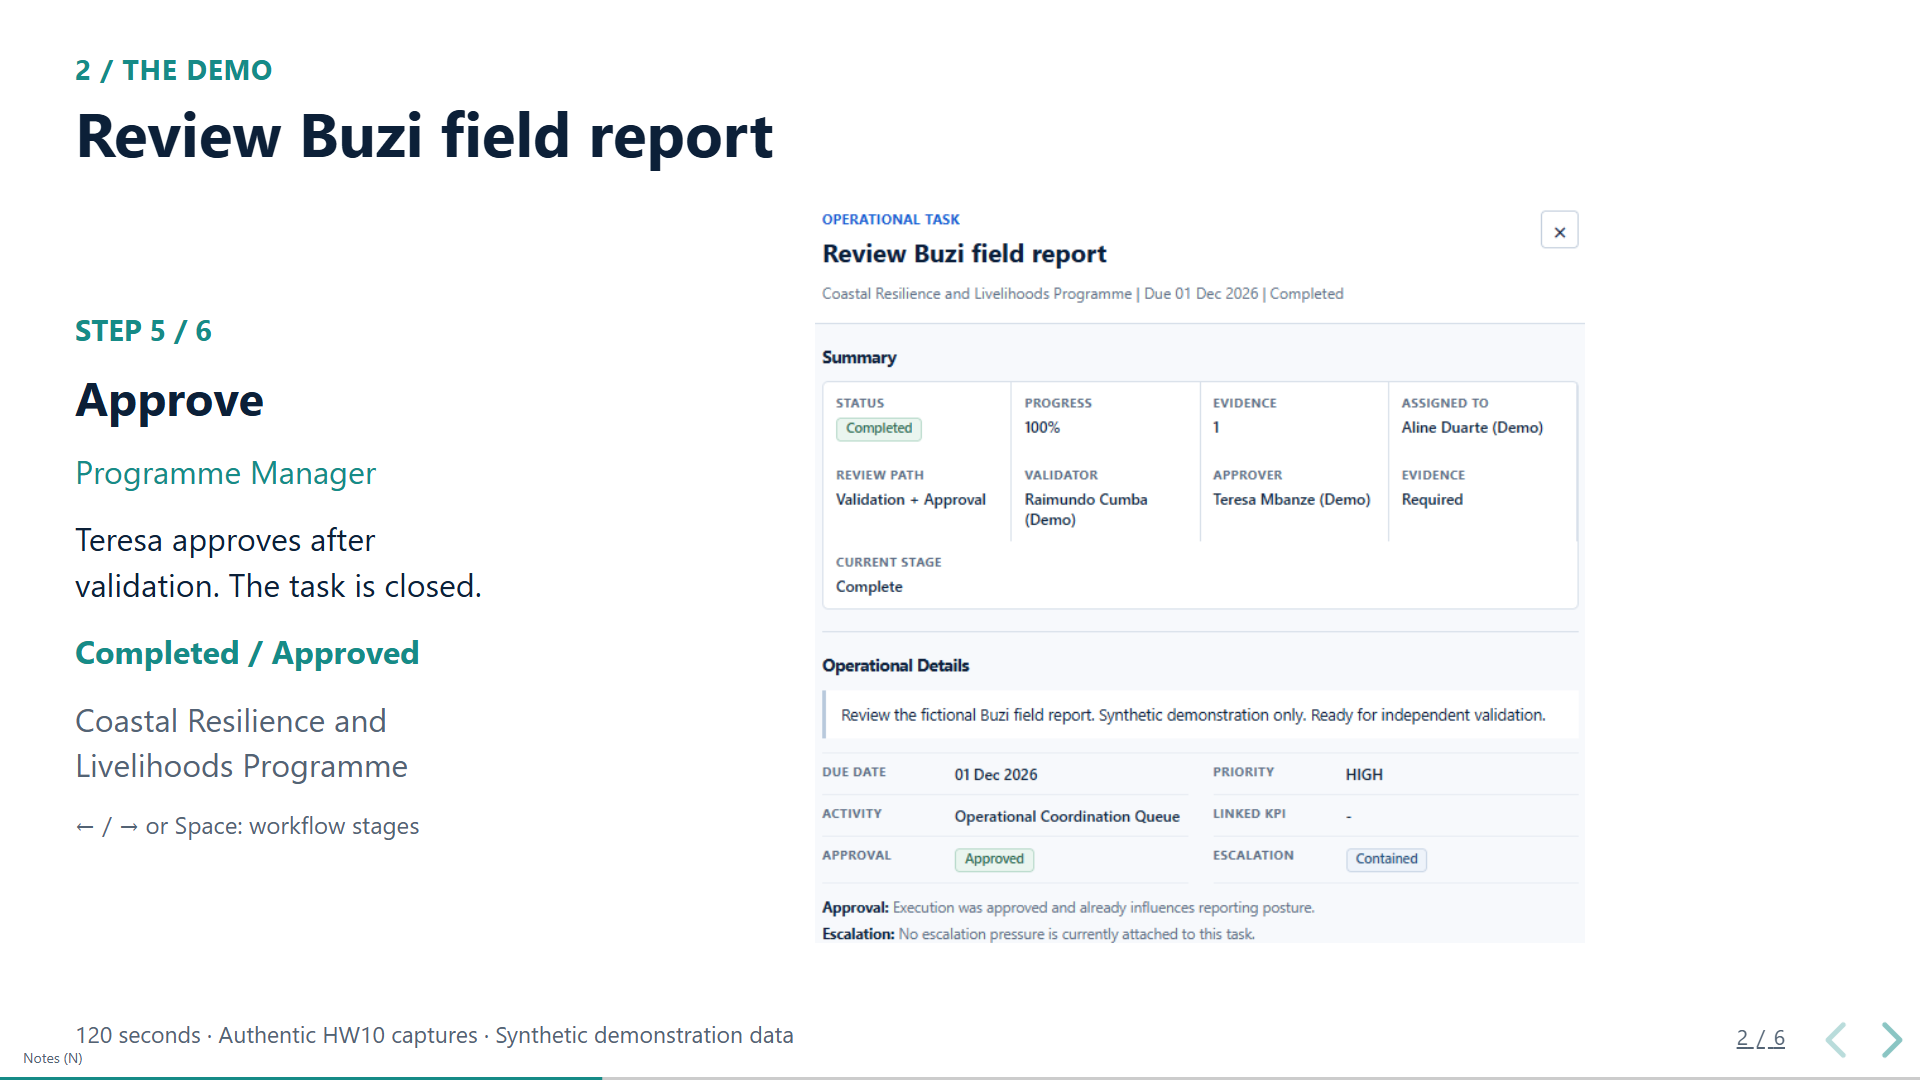 2 / THE DEMO
Review Buzi field report
STEP 5 / 6
Approve
Programme Manager
Teresa approves after
validation. The task is closed.
Completed / Approved
Coastal Resilience and
Livelihoods Programme
← / → or Space: workflow stages
OPERATIONAL TASK
Review Buzi field report
×
Coastal Resilience and Livelihoods Programme | Due 01 Dec 2026 | Completed
Summary
STATUS PROGRESS EVIDENCE ASSIGNED TO
Completed 100% 1 Aline Duarte (Demo)
REVIEW PATH VALIDATOR APPROVER EVIDENCE
Validation + Approval Raimundo Cumba Teresa Mbanze (Demo) Required
(Demo)
CURRENT STAGE
Complete
Operational Details
Review the fictional Buzi field report. Synthetic demonstration only. Ready for independent validation.
DUE DATE 01 Dec 2026 PRIORITY HIGH
ACTIVITY Operational Coordination Queue LINKED KPI -
APPROVAL Approved ESCALATION Contained
Approval: Execution was approved and already influences reporting posture.
Escalation: No escalation pressure is currently attached to this task.
120 seconds · Authentic HW10 captures · Synthetic demonstration data
Notes (N)
2 / 6